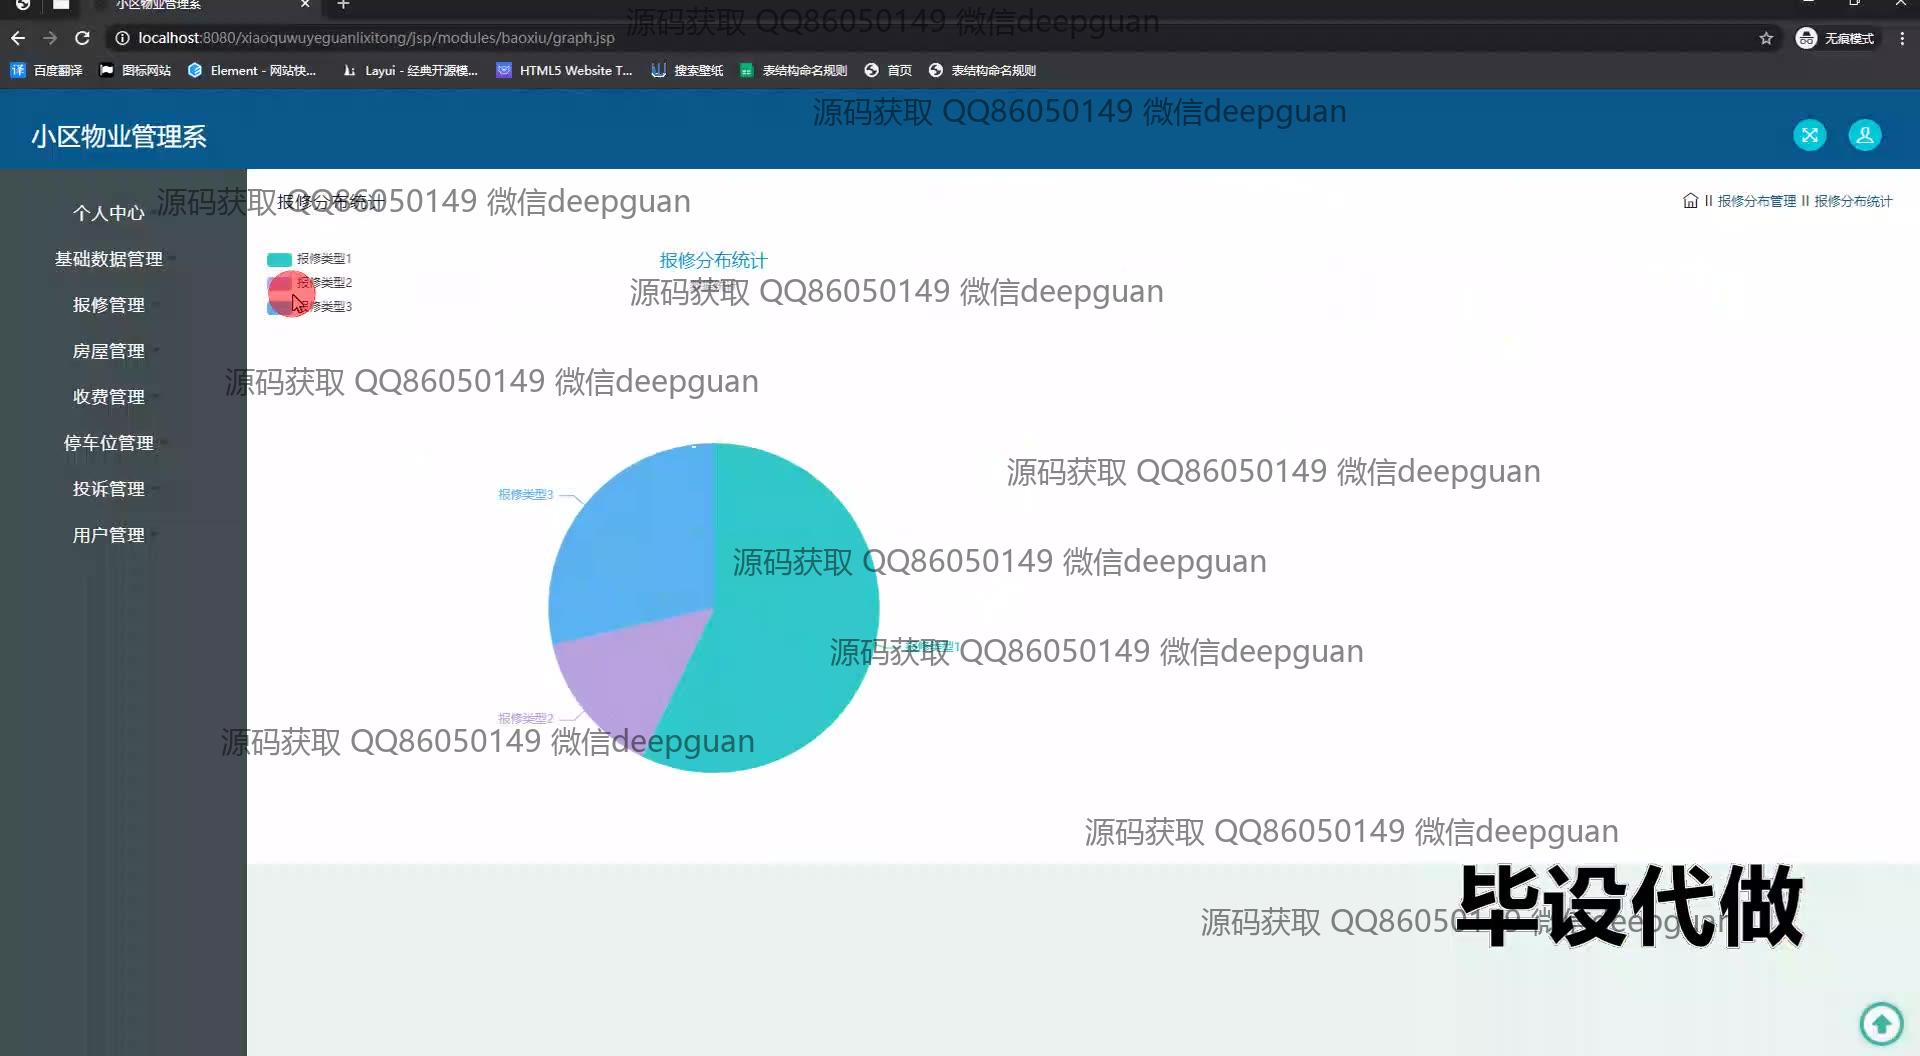 小区物业管理系统
源码获取 QQ86050149 微信deepguan
localhost:8080/xiaoquwuyeguanlixitong/jsp/modules/baoxiu/graph.jsp
无痕模式
百度翻译 图标网站 Element - 网站快... Layui - 经典开源模... HTML5 Website T... 搜索壁纸 表结构命名规则 首页 表结构命名规则
源码获取 QQ86050149 微信deepguan
小区物业管理系
源码获取 QQ86050149 微信deepguan
报修分布统计
II 报修分布管理 II 报修分布统计
个人中心
基础数据管理
报修管理
房屋管理
收费管理
停车位管理
投诉管理
用户管理
报修类型1
报修类型2
报修类型3
报修分布统计
源码获取 QQ86050149 微信deepguan
源码获取 QQ86050149 微信deepguan
源码获取 QQ86050149 微信deepguan
报修类型3
源码获取 QQ86050149 微信deepguan
源码获取 QQ86050149 微信deepguan
报修类型1
报修类型2
源码获取 QQ86050149 微信deepguan
源码获取 QQ86050149 微信deepguan
源码获取 QQ86050149 微信deepguan
毕设代做